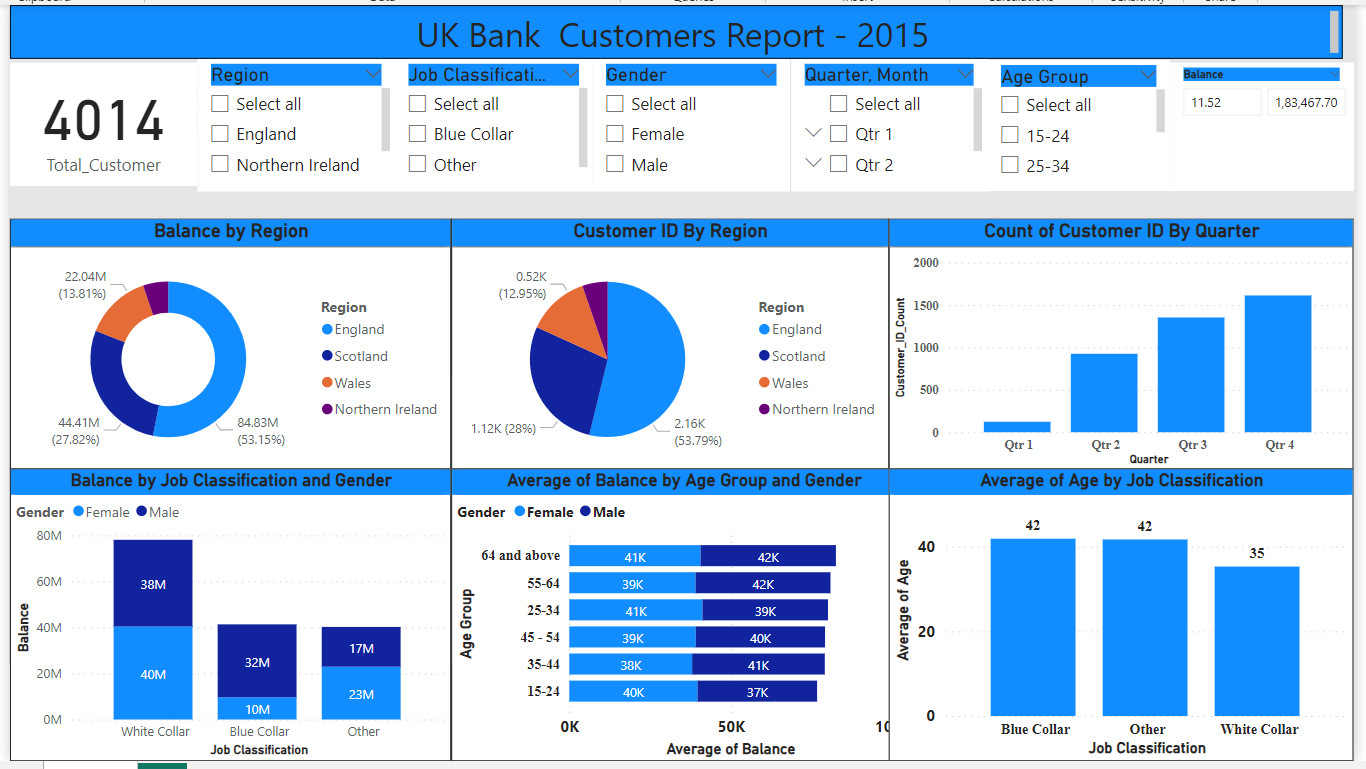 UK Bank  Customers Report - 2015
4014
Total_Customer
Region
Select all
England
Northern Ireland
Job Classificati...
Select all
Blue Collar
Other
Gender
Select all
Female
Male
Quarter, Month
Select all
Qtr 1
Qtr 2
Age Group
Select all
15-24
25-34
Balance
11.52
1,83,467.70
Balance by Region
22.04M
(13.81%)
44.41M
(27.82%)
84.83M
(53.15%)
Region
England
Scotland
Wales
Northern Ireland
Customer ID By Region
0.52K
(12.95%)
1.12K (28%)
2.16K
(53.79%)
Region
England
Scotland
Wales
Northern Ireland
Count of Customer ID By Quarter
Customer_ID_Count
2000
1500
1000
500
0
Qtr 1
Qtr 2
Qtr 3
Qtr 4
Quarter
Balance by Job Classification and Gender
Gender Female Male
Balance
80M
60M
40M
20M
0M
38M
40M
32M
10M
17M
23M
White Collar
Blue Collar
Other
Job Classification
Average of Balance by Age Group and Gender
Gender Female Male
Age Group
64 and above 41K 42K
55-64 39K 42K
25-34 41K 39K
45 - 54 39K 40K
35-44 38K 41K
15-24 40K 37K
0K
50K
10
Average of Balance
Average of Age by Job Classification
Average of Age
40
20
0
42
42
35
Blue Collar
Other
White Collar
Job Classification